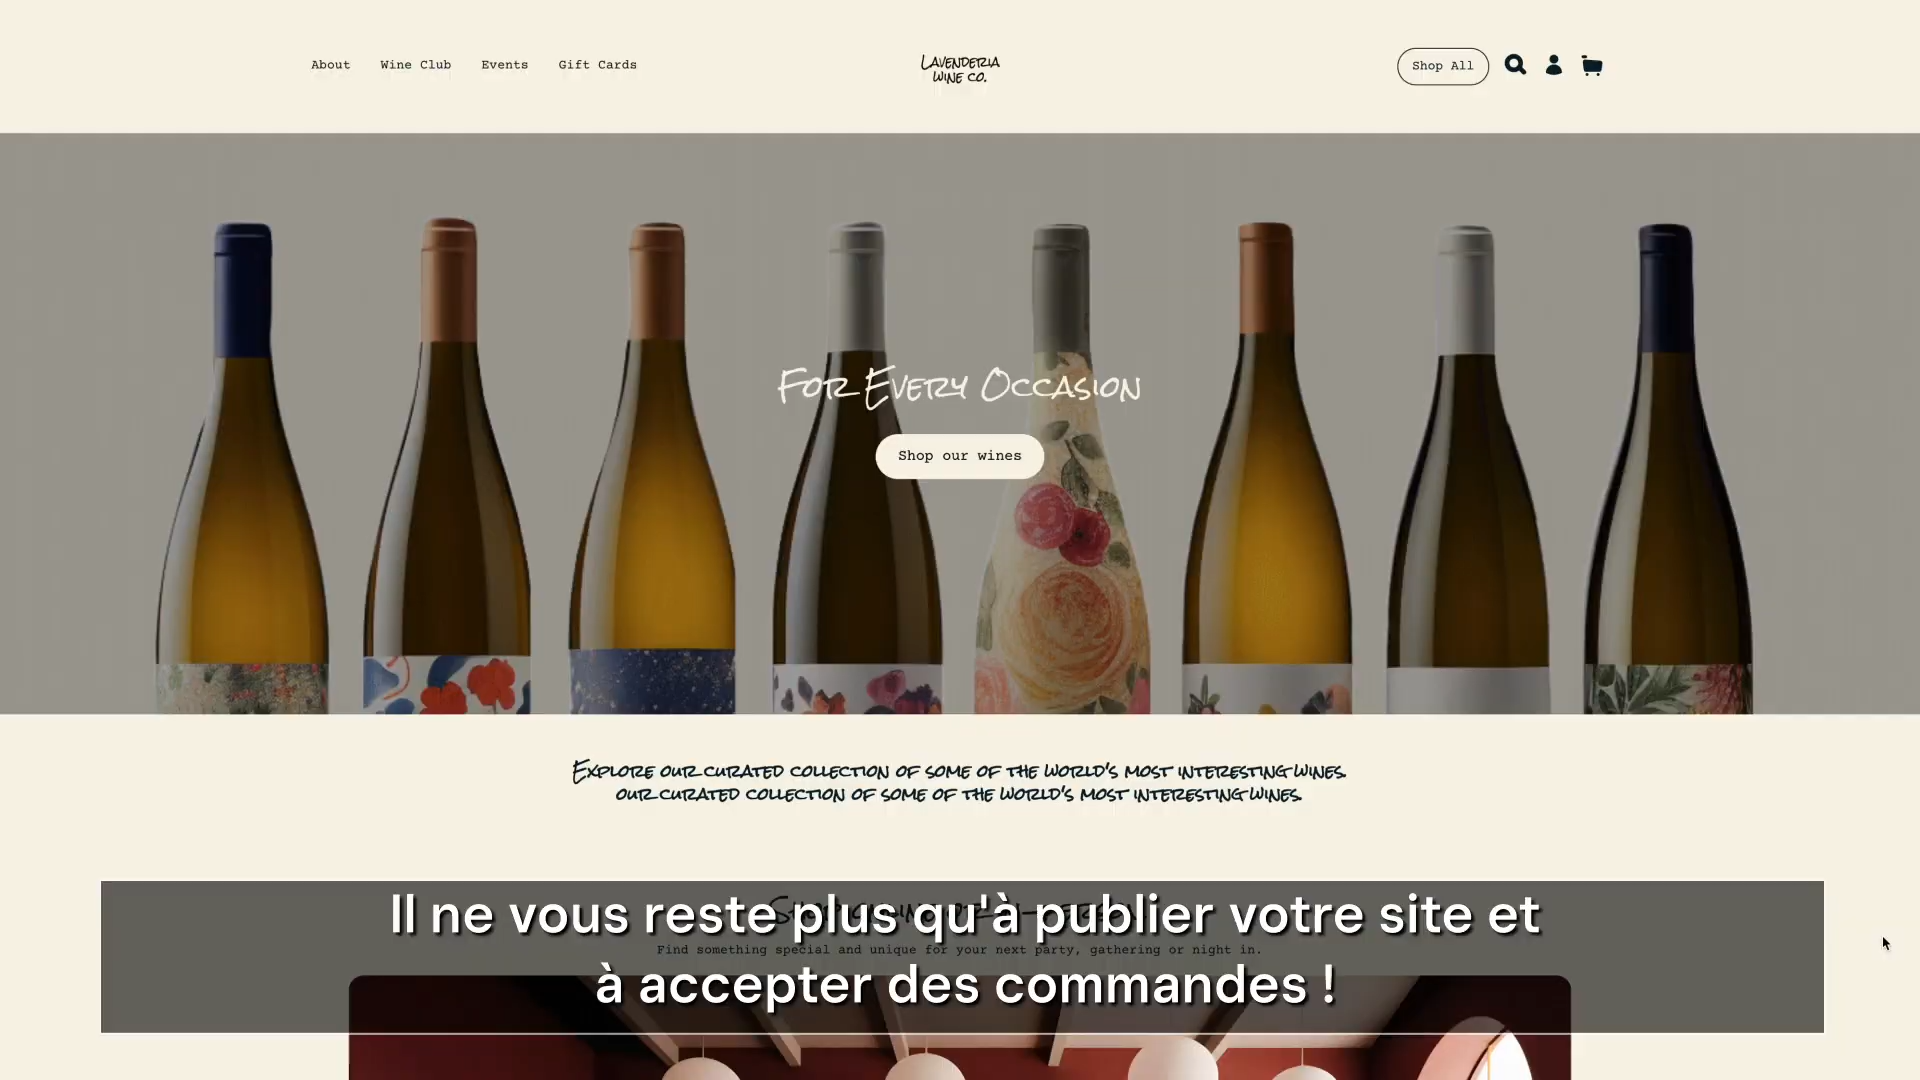 About
Wine Club
Events
Gift Cards
LAVENDERIA
WINE CO.
Shop All
FOR EVERY OCCASION
Shop our wines
EXPLORE OUR CURATED COLLECTION OF SOME OF THE WORLD'S MOST INTERESTING WINES.
OUR CURATED COLLECTION OF SOME OF THE WORLD'S MOST INTERESTING WINES.
Il ne vous reste plus qu'à publier votre site et
Find something special and unique for your next party, gathering or night in.
à accepter des commandes !